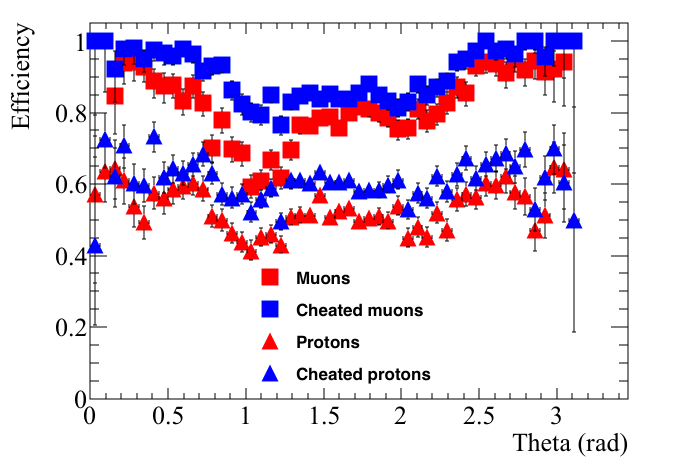 Efficiency
1
0.8
0.6
0.4
0.2
0
Muons
Cheated muons
Protons
Cheated protons
0 0.5 1 1.5 2 2.5 3
Theta (rad)